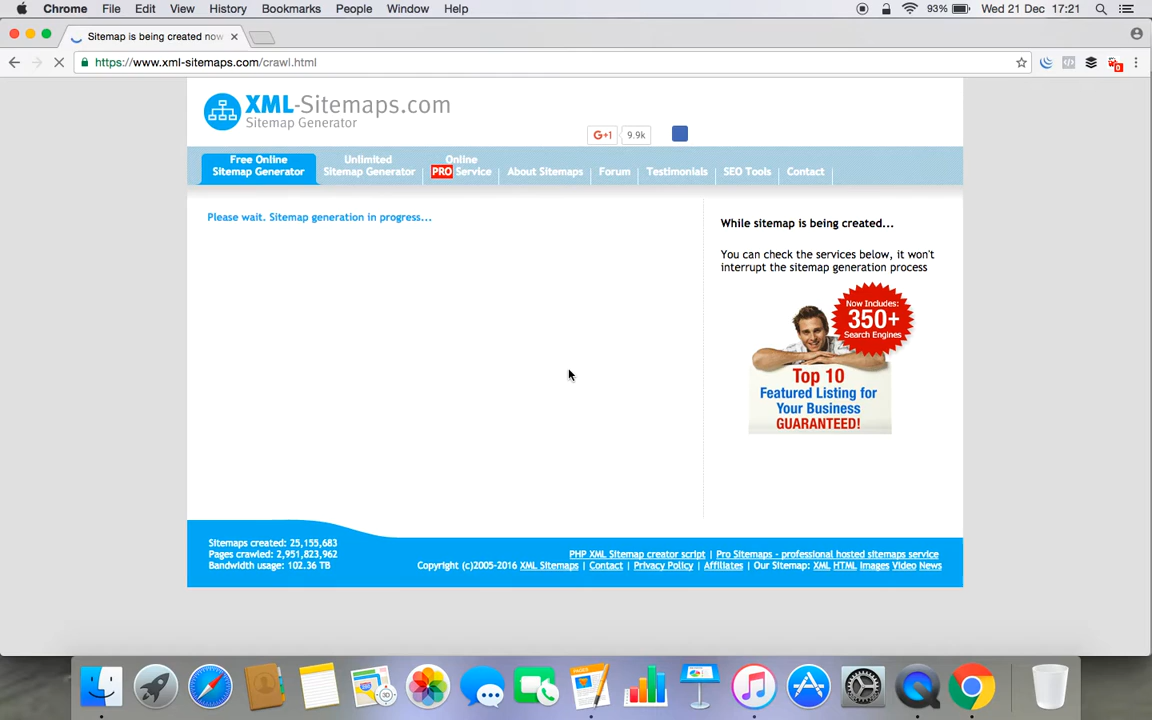 Chrome File Edit View History Bookmarks People Window Help 93% Wed 21 Dec 17:21
Sitemap is being created now
https://www.xml-sitemaps.com/crawl.html
0
XML-Sitemaps.com
Sitemap Generator
G+1 9.9k
Free Online
Sitemap Generator
Unlimited
Sitemap Generator
Online
PRO Service
About Sitemaps
Forum
Testimonials
SEO Tools
Contact
Please wait. Sitemap generation in progress...
While sitemap is being created...
You can check the services below, it won't
interrupt the sitemap generation process
Now Includes:
350+
Search Engines
Top 10
Featured Listing for
Your Business
GUARANTEED!
Sitemaps created: 25,155,683
Pages crawled: 2,951,823,962
Bandwidth usage: 102.36 TB
PHP XML Sitemap creator script | Pro Sitemaps - professional hosted sitemaps service
Copyright (c)2005-2016 XML Sitemaps | Contact | Privacy Policy | Affiliates | Our Sitemap: XML HTML Images Video News
3D